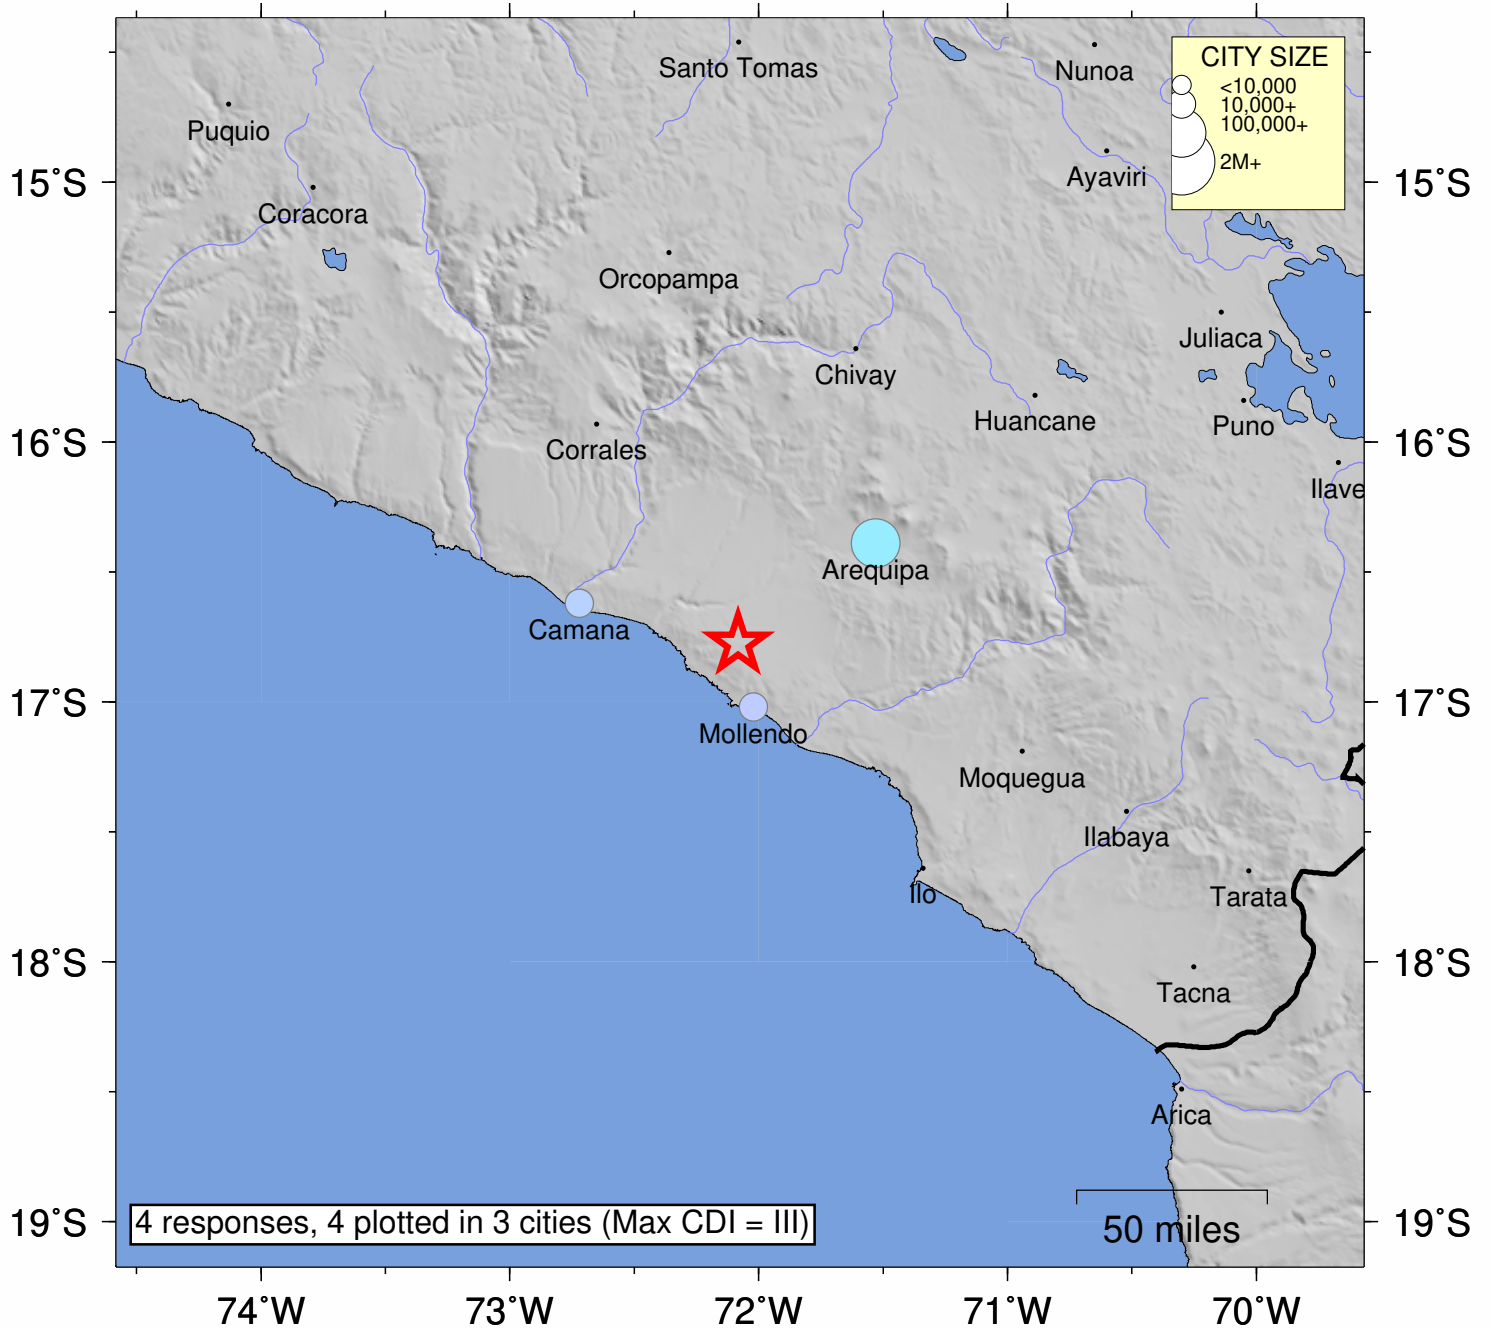 CITY SIZE
<10,000
10,000+
100,000+
2M+
Santo Tomas
Nunoa
Puquio
Ayaviri
15°S
15°S
Coracora
Orcopampa
Juliaca
Chivay
Huancane
Puno
16°S
16°S
Corrales
Ilave
Arequipa
Camana
17°S
17°S
Mollendo
Moquegua
Ilabaya
Ilo
Tarata
18°S
18°S
Tacna
Arica
19°S
19°S
4 responses, 4 plotted in 3 cities (Max CDI = III)
50 miles
74°W
73°W
72°W
71°W
70°W